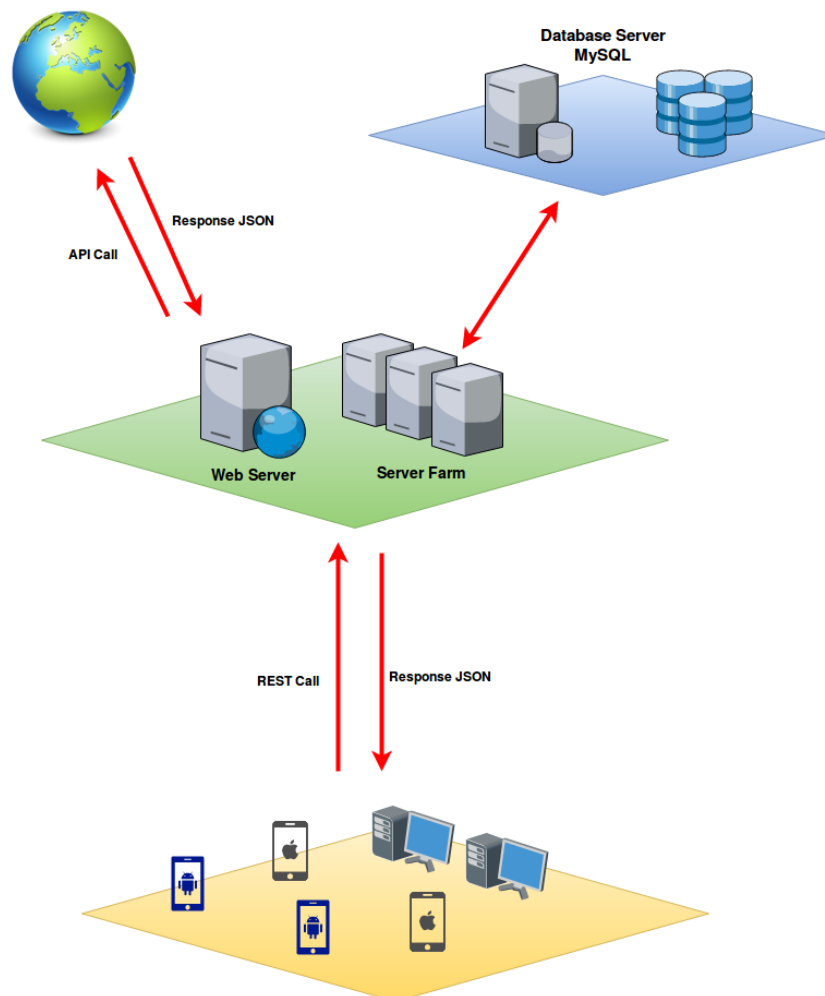 Database Server
MySQL
Response JSON
API Call
Web Server
Server Farm
REST Call
Response JSON